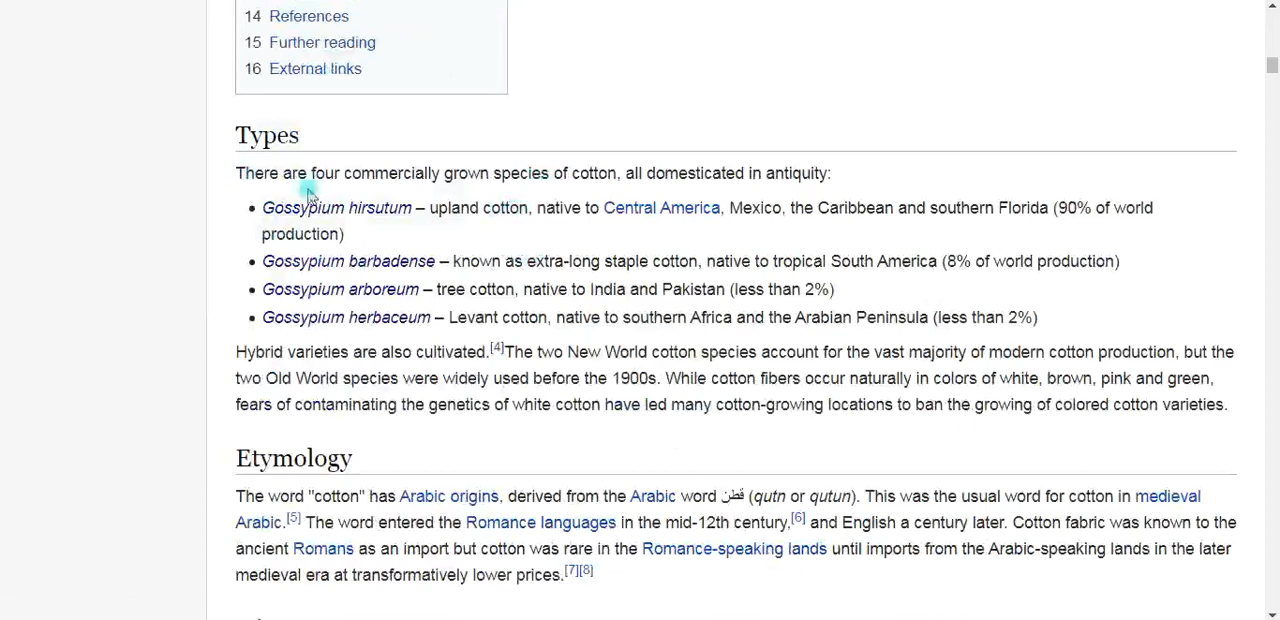 14 References
15 Further reading
16 External links
Types
There are four commercially grown species of cotton, all domesticated in antiquity:
• Gossypium hirsutum – upland cotton, native to Central America, Mexico, the Caribbean and southern Florida (90% of world
production)
• Gossypium barbadense – known as extra-long staple cotton, native to tropical South America (8% of world production)
• Gossypium arboreum – tree cotton, native to India and Pakistan (less than 2%)
• Gossypium herbaceum – Levant cotton, native to southern Africa and the Arabian Peninsula (less than 2%)
Hybrid varieties are also cultivated.[4]The two New World cotton species account for the vast majority of modern cotton production, but the
two Old World species were widely used before the 1900s. While cotton fibers occur naturally in colors of white, brown, pink and green,
fears of contaminating the genetics of white cotton have led many cotton-growing locations to ban the growing of colored cotton varieties.
Etymology
The word "cotton" has Arabic origins, derived from the Arabic word قطن (qutn or qutun). This was the usual word for cotton in medieval
Arabic.[5] The word entered the Romance languages in the mid-12th century,[6] and English a century later. Cotton fabric was known to the
ancient Romans as an import but cotton was rare in the Romance-speaking lands until imports from the Arabic-speaking lands in the later
medieval era at transformatively lower prices.[7][8]